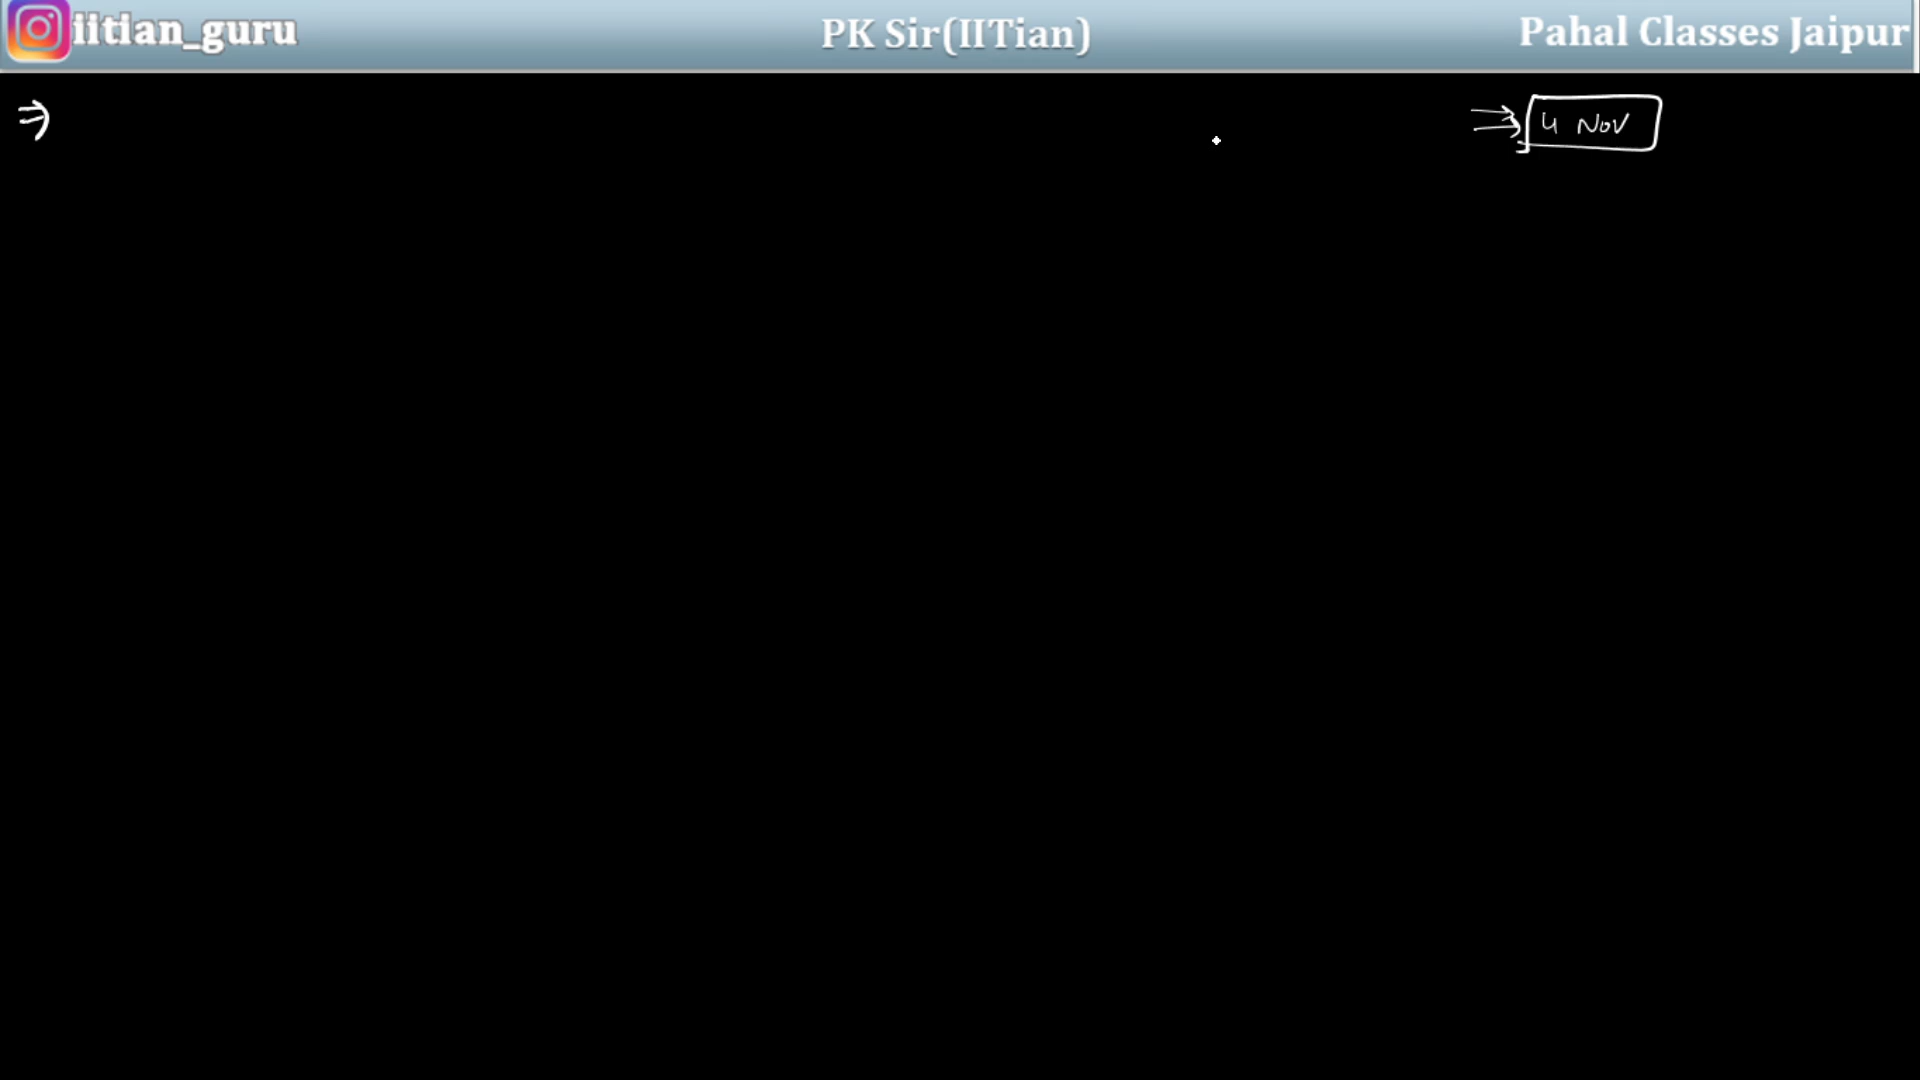 iitian_guru
PK Sir(IITian)
Pahal Classes Jaipur
⇒
⇒ 4 Nov